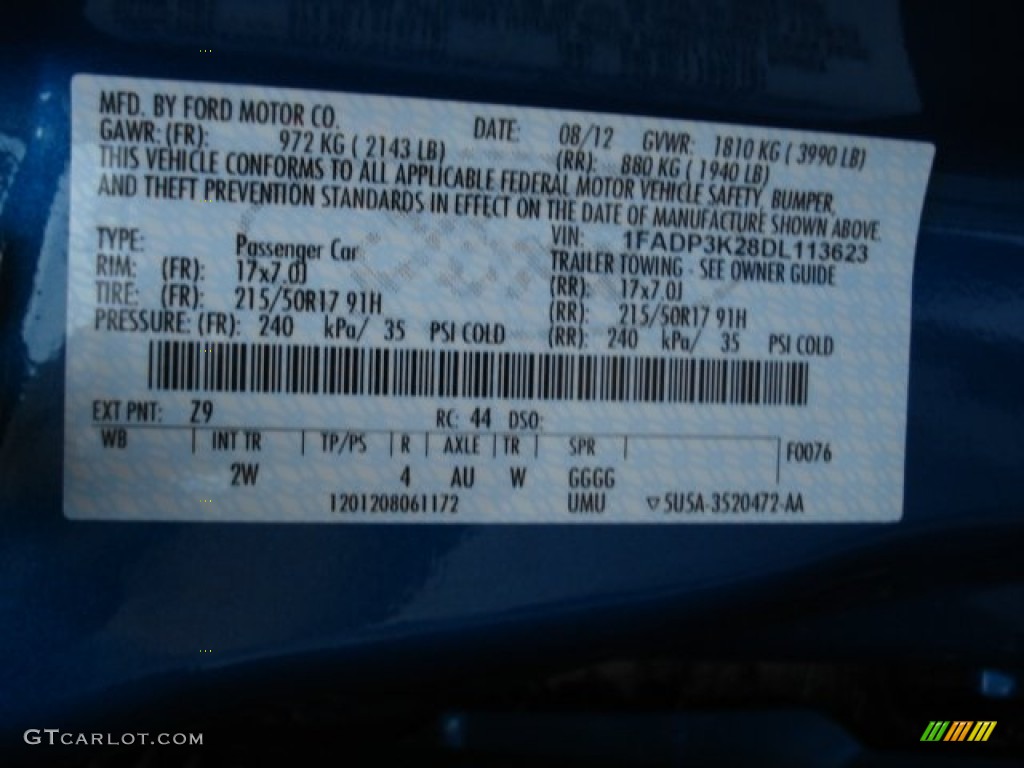 MFD. BY FORD MOTOR CO.
DATE: 08/12 GVWR: 1810 KG ( 3990 LB)
GAWR: (FR): 972 KG ( 2143 LB) (RR): 880 KG ( 1940 LB)
THIS VEHICLE CONFORMS TO ALL APPLICABLE FEDERAL MOTOR VEHICLE SAFETY, BUMPER,
AND THEFT PREVENTION STANDARDS IN EFFECT ON THE DATE OF MANUFACTURE SHOWN ABOVE.
VIN: 1FADP3K28DL113623
TYPE: Passenger Car TRAILER TOWING - SEE OWNER GUIDE
RIM: (FR): 17x7.0J (RR): 17x7.0J
TIRE: (FR): 215/50R17 91H (RR): 215/50R17 91H
PRESSURE: (FR): 240 kPa/ 35 PSI COLD (RR): 240 kPa/ 35 PSI COLD
EXT PNT: Z9 RC: 44 DSO:
WB INT TR TP/PS R AXLE TR SPR F0076
2W 4 AU W GGGG
1201208061172 UMU ▽5U5A-3520472-AA
GTCARLOT.COM